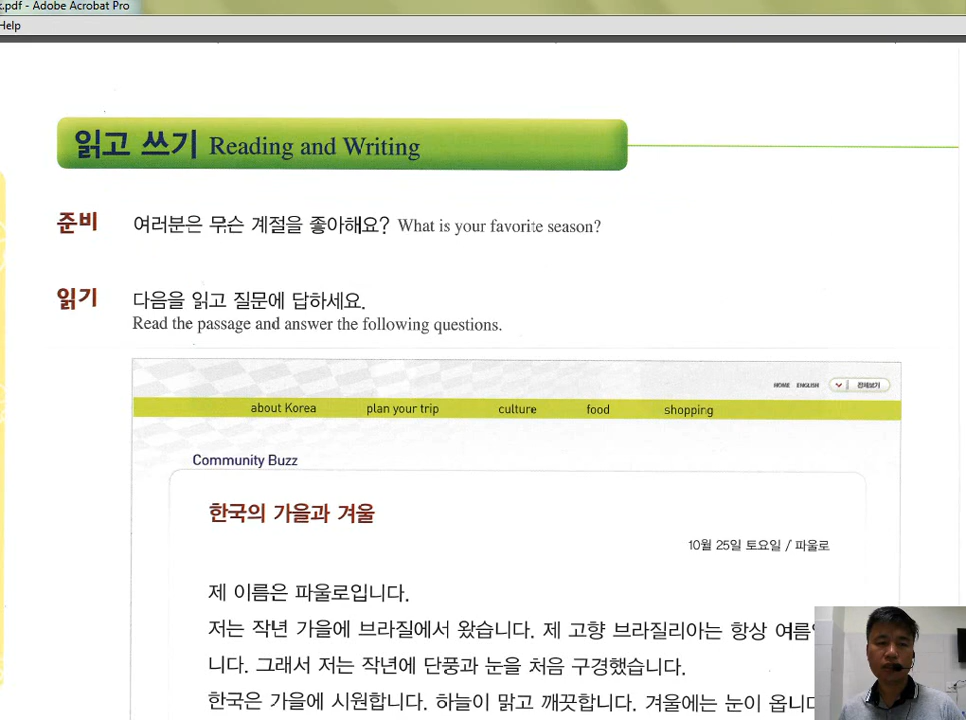 .pdf - Adobe Acrobat Pro
Help
읽고 쓰기 Reading and Writing
준비 여러분은 무슨 계절을 좋아해요? What is your favorite season?
읽기 다음을 읽고 질문에 답하세요.
Read the passage and answer the following questions.
HOME ENGLISH 전체보기
about Korea plan your trip culture food shopping
Community Buzz
한국의 가을과 겨울
10월 25일 토요일 / 파울로
제 이름은 파울로입니다.
저는 작년 가을에 브라질에서 왔습니다. 제 고향 브라질리아는 항상 여름
니다. 그래서 저는 작년에 단풍과 눈을 처음 구경했습니다.
한국은 가을에 시원합니다. 하늘이 맑고 깨끗합니다. 겨울에는 눈이 옵니다